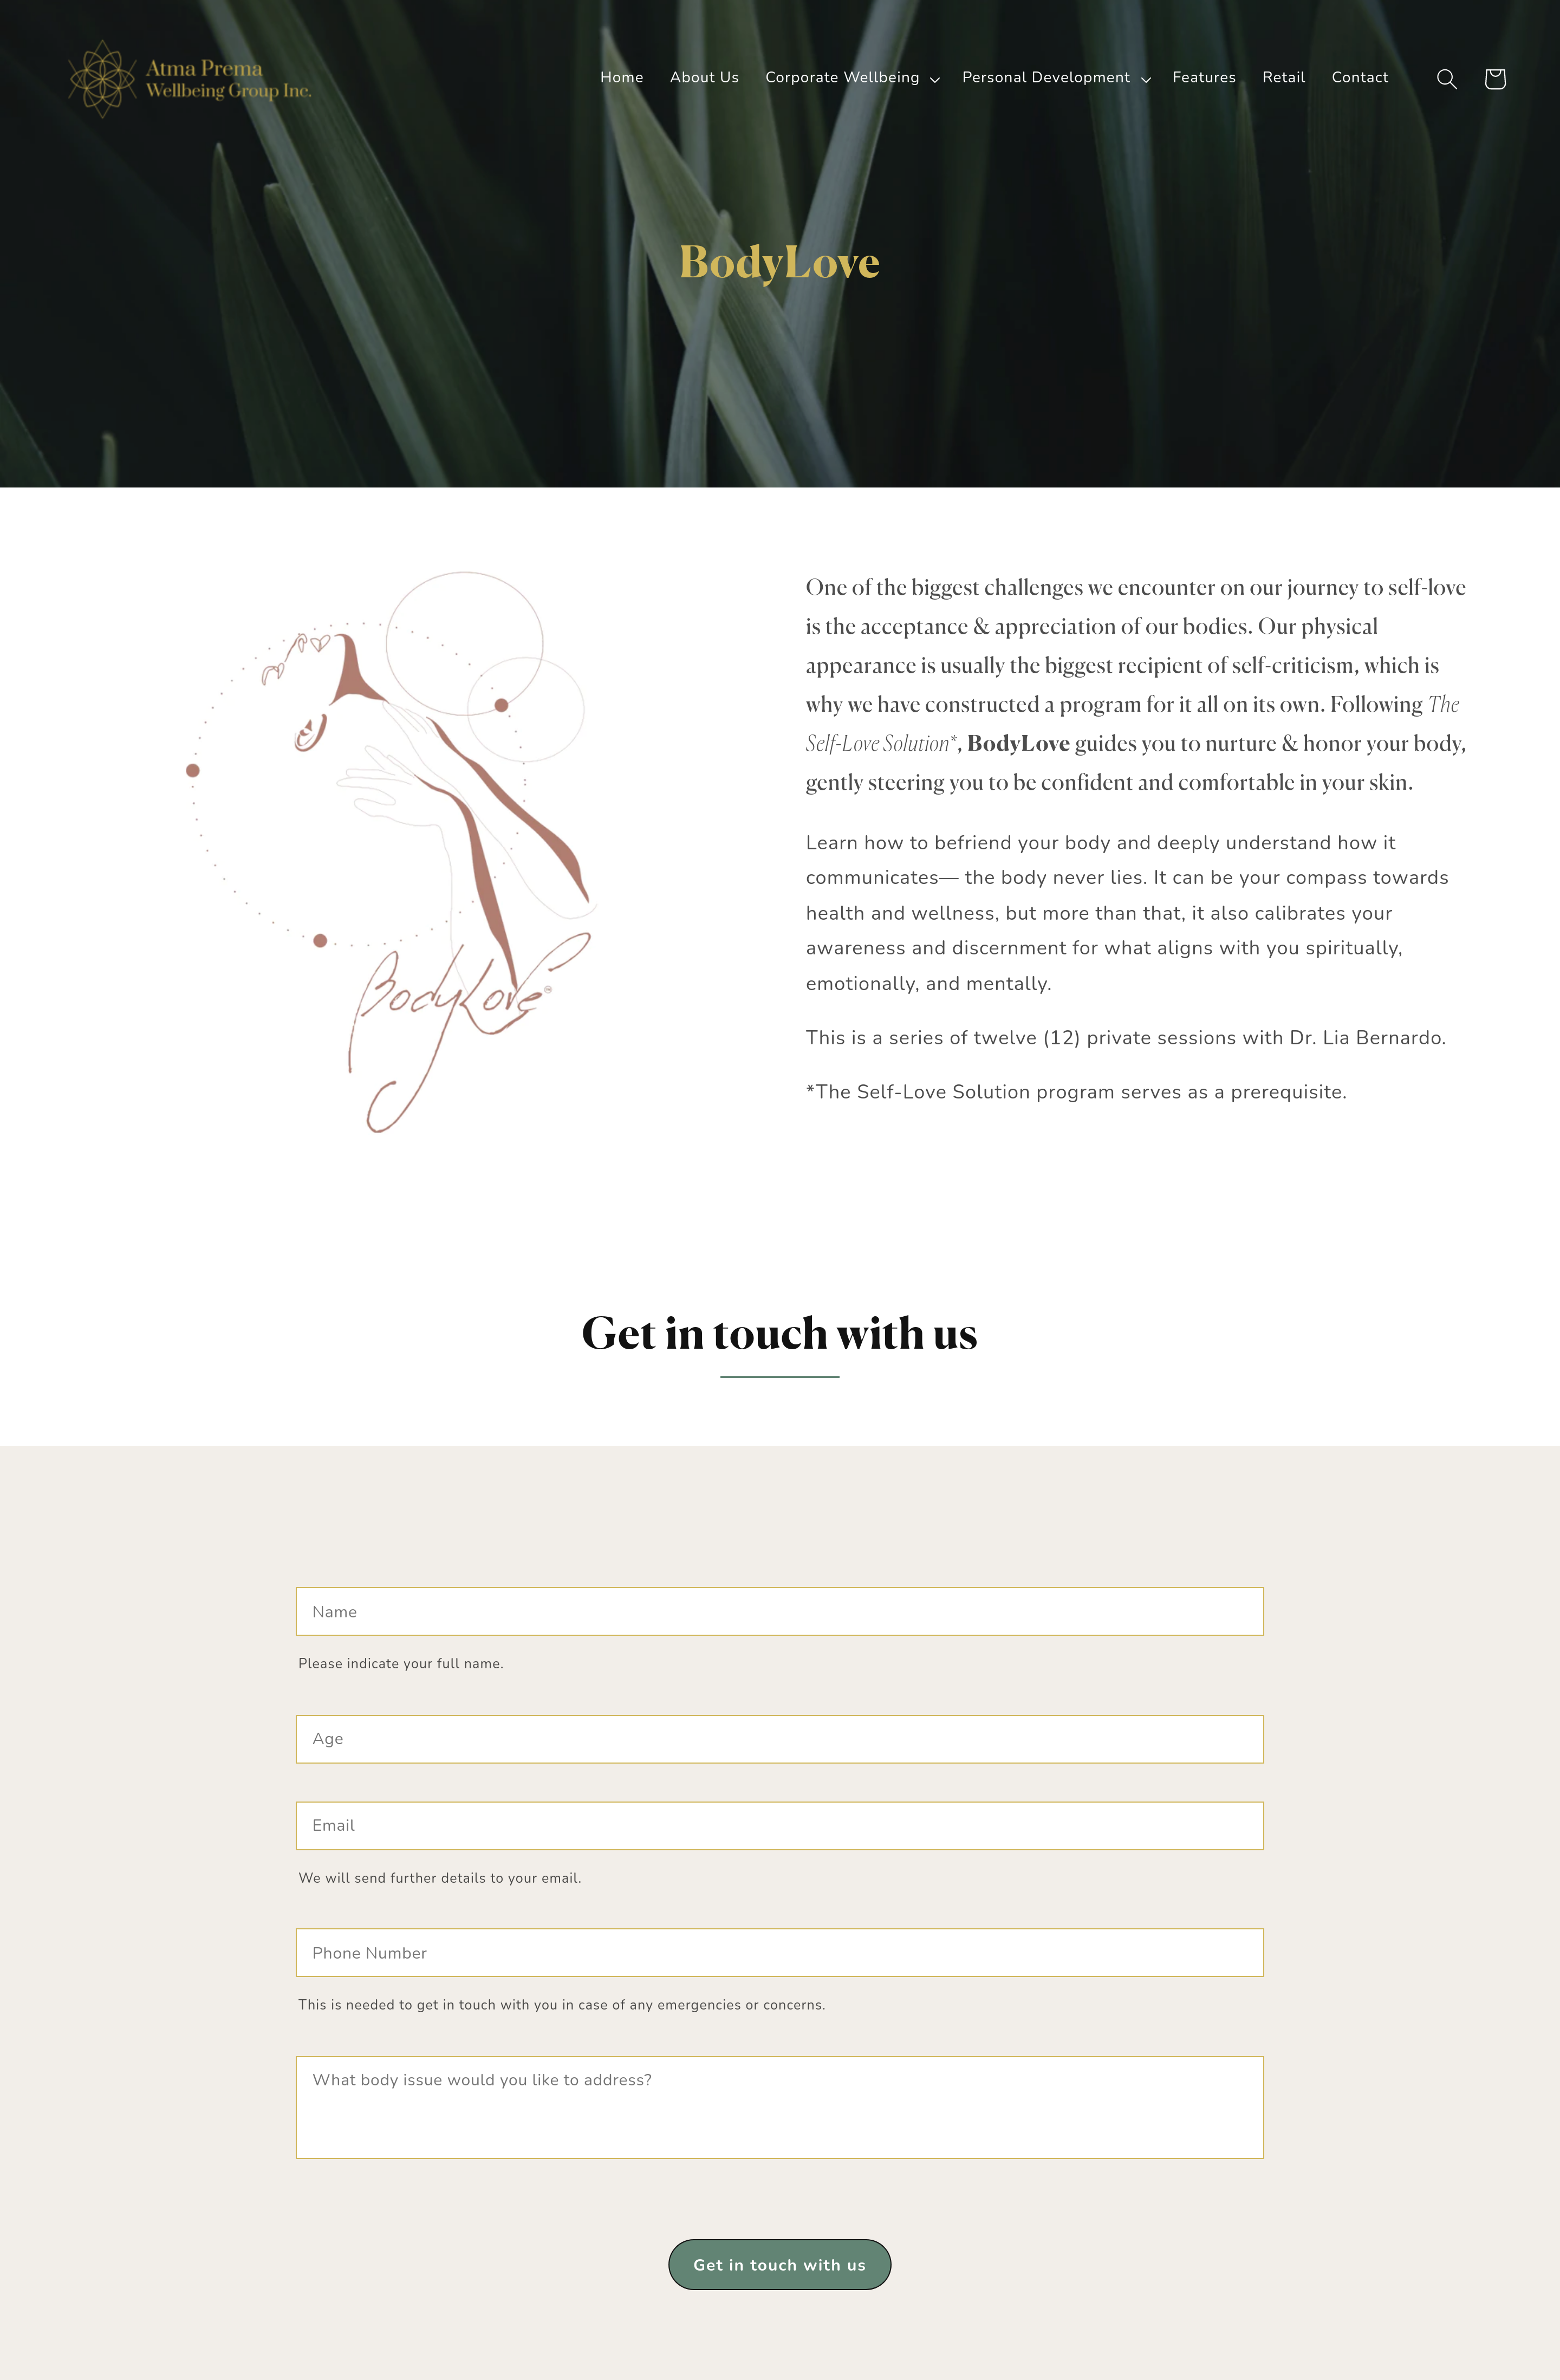 Atma Prema
Wellbeing Group Inc.
Home About Us Corporate Wellbeing Personal Development Features Retail Contact
BodyLove
One of the biggest challenges we encounter on our journey to self-love
is the acceptance & appreciation of our bodies. Our physical
appearance is usually the biggest recipient of self-criticism, which is
why we have constructed a program for it all on its own. Following The
Self-Love Solution*, BodyLove guides you to nurture & honor your body,
gently steering you to be confident and comfortable in your skin.
Learn how to befriend your body and deeply understand how it
communicates— the body never lies. It can be your compass towards
health and wellness, but more than that, it also calibrates your
awareness and discernment for what aligns with you spiritually,
emotionally, and mentally.
This is a series of twelve (12) private sessions with Dr. Lia Bernardo.
*The Self-Love Solution program serves as a prerequisite.
BodyLove
Get in touch with us
Name
Please indicate your full name.
Age
Email
We will send further details to your email.
Phone Number
This is needed to get in touch with you in case of any emergencies or concerns.
What body issue would you like to address?
Get in touch with us